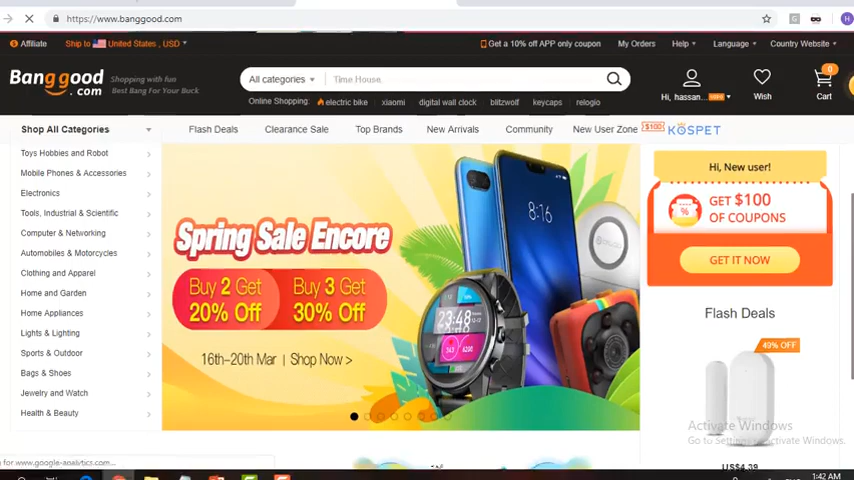 https://www.banggood.com
Affiliate
Ship to United States , USD
Get a 10% off APP only coupon
My Orders
Help
Language
Country Website
Banggood.com
Shopping with fun
Best Bang For Your Buck
All categories
Time House
Online Shopping:
electric bike
xiaomi
digital wall clock
blitzwolf
keycaps
relogio
Hi, hassan...
Wish
0
Cart
Shop All Categories
Flash Deals
Clearance Sale
Top Brands
New Arrivals
Community
New User Zone
$100
KOSPET
Toys Hobbies and Robot
Mobile Phones & Accessories
Electronics
Tools, Industrial & Scientific
Computer & Networking
Automobiles & Motorcycles
Clothing and Apparel
Home and Garden
Home Appliances
Lights & Lighting
Sports & Outdoor
Bags & Shoes
Jewelry and Watch
Health & Beauty
Spring Sale Encore
Buy 2 Get
20% Off
Buy 3 Get
30% Off
16th-20th Mar | Shop Now >
8:16
23:48
Hi, New user!
GET $100
OF COUPONS
GET IT NOW
Flash Deals
49% OFF
US$4.39
Activate Windows
Go to Settings to activate Windows.
for www.google-analytics.com...
1:42 AM